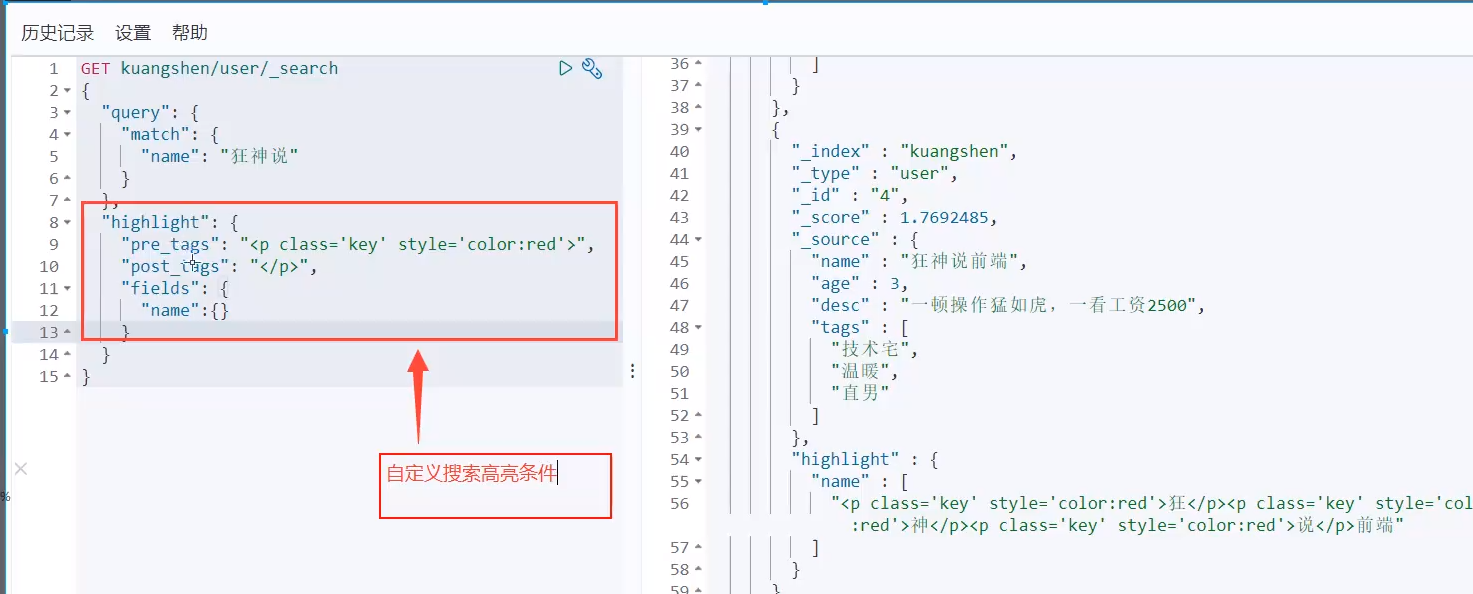 历史记录 设置 帮助
1 GET kuangshen/user/_search
2 {
3 "query": {
4 "match": {
5 "name": "狂神说"
6 }
7 },
8 "highlight": {
9 "pre_tags": "<p class='key' style='color:red'>",
10 "post_tags": "</p>",
11 "fields": {
12 "name":{}
13 }
14 }
15 }
自定义搜索高亮条件
%
36 ]
37 }
38 },
39 {
40 "_index" : "kuangshen",
41 "_type" : "user",
42 "_id" : "4",
43 "_score" : 1.7692485,
44 "_source" : {
45 "name" : "狂神说前端",
46 "age" : 3,
47 "desc" : "一顿操作猛如虎，一看工资2500",
48 "tags" : [
49 "技术宅",
50 "温暖",
51 "直男"
52 ]
53 },
54 "highlight" : {
55 "name" : [
56 "<p class='key' style='color:red'>狂</p><p class='key' style='col
:red'>神</p><p class='key' style='color:red'>说</p>前端"
57 ]
58 }
59 }